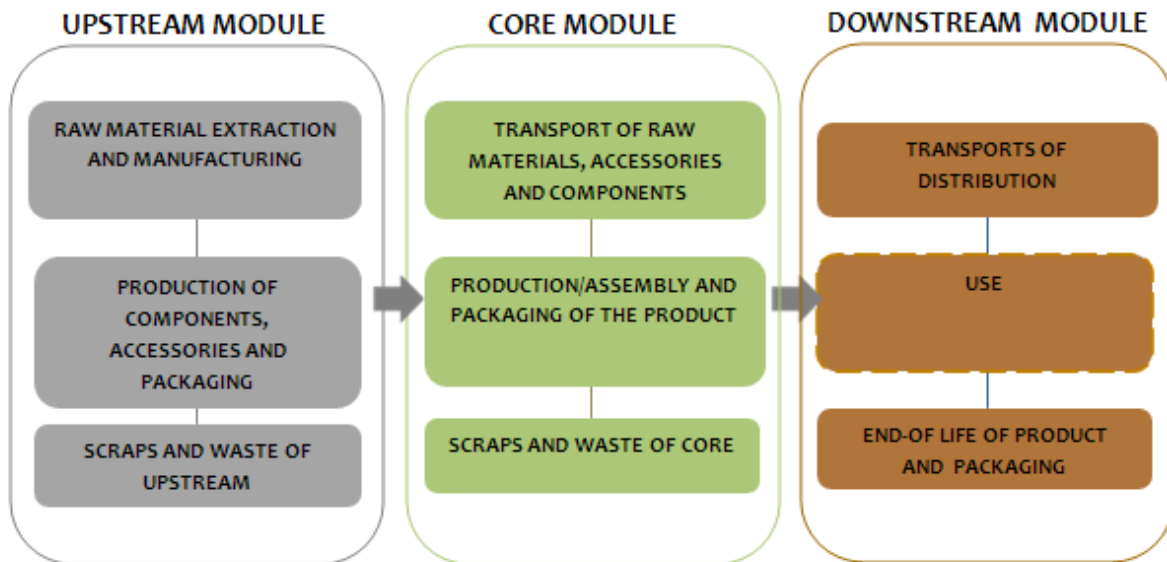 UPSTREAM MODULE
RAW MATERIAL EXTRACTION
AND MANUFACTURING
PRODUCTION OF
COMPONENTS,
ACCESSORIES AND
PACKAGING
SCRAPS AND WASTE OF
UPSTREAM
CORE MODULE
TRANSPORT OF RAW
MATERIALS, ACCESSORIES
AND COMPONENTS
PRODUCTION/ASSEMBLY AND
PACKAGING OF THE PRODUCT
SCRAPS AND WASTE OF CORE
DOWNSTREAM MODULE
TRANSPORTS OF
DISTRIBUTION
USE
END-OF LIFE OF PRODUCT
AND PACKAGING